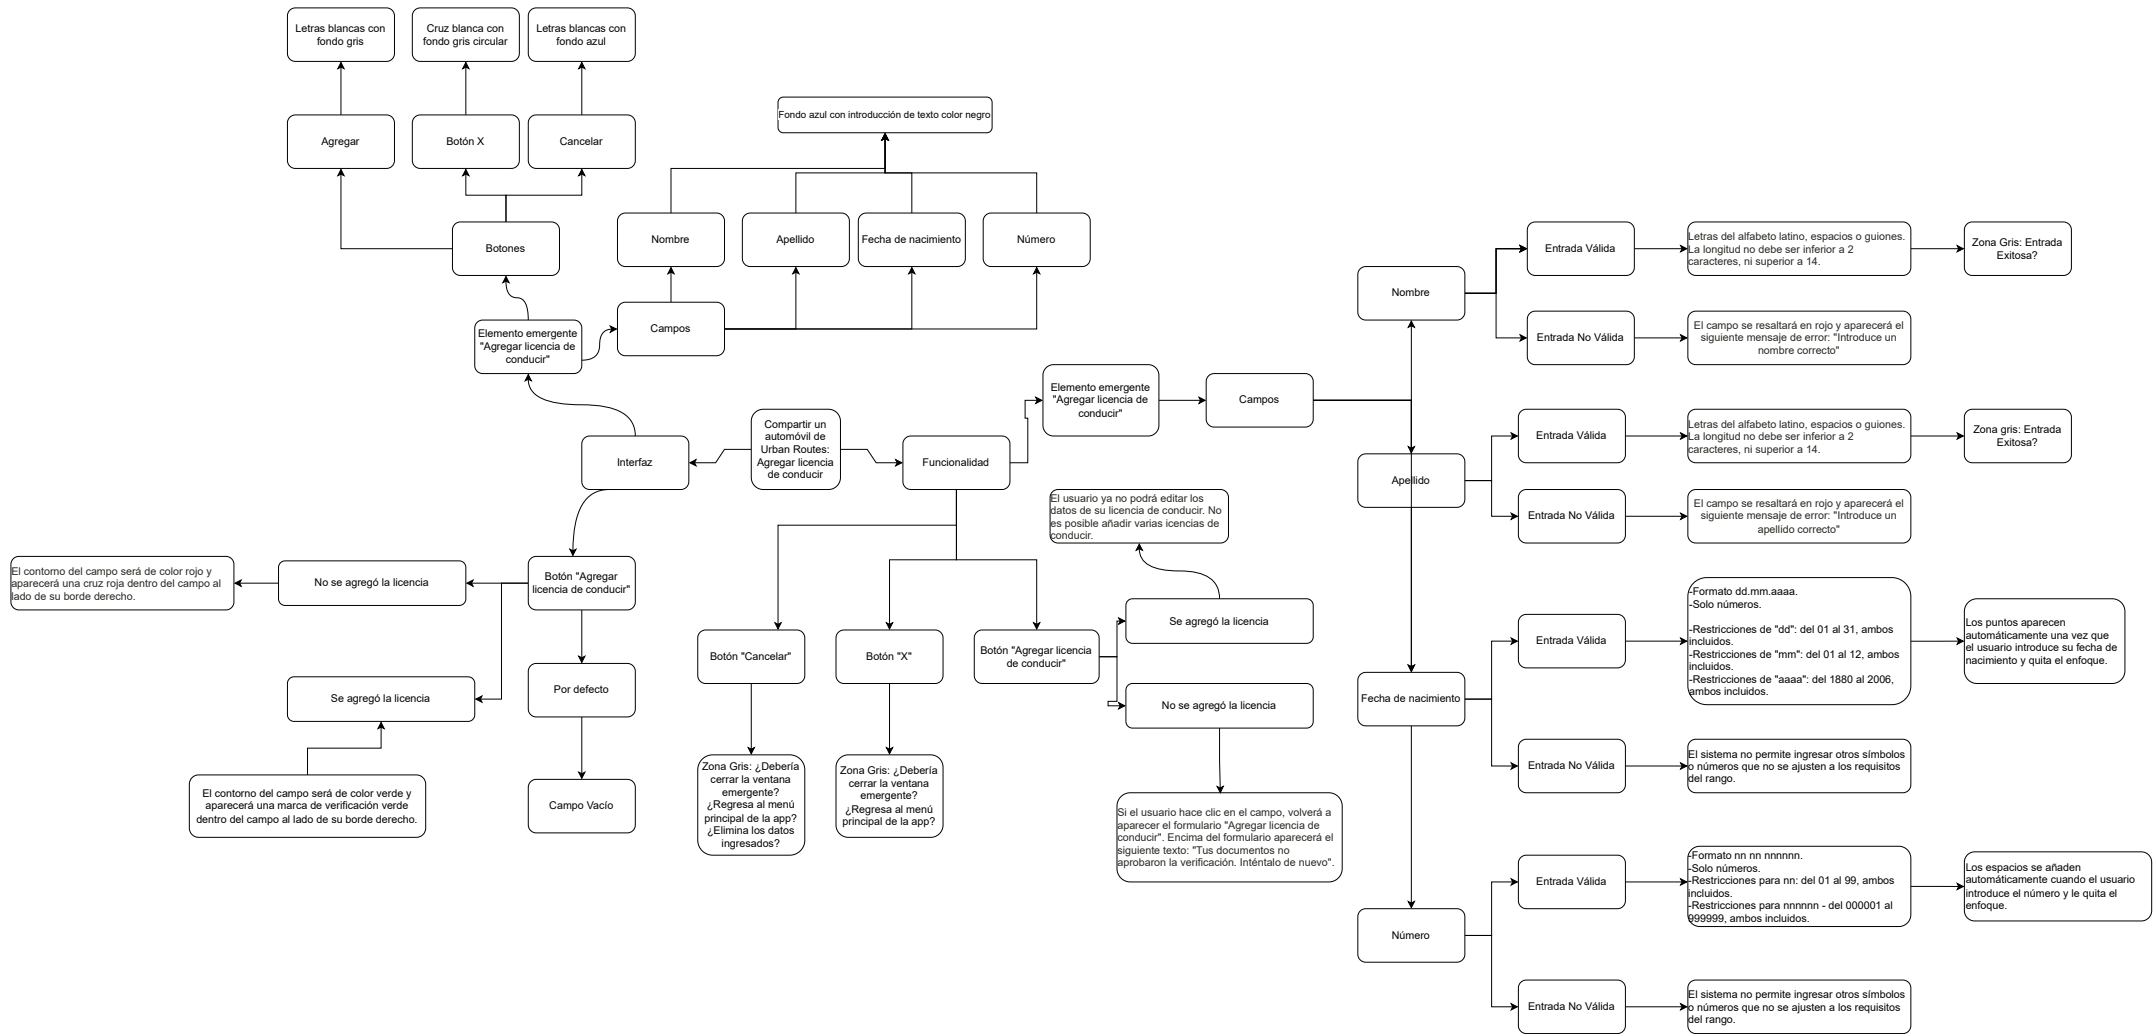 Letras blancas con
fondo gris
Cruz blanca con
fondo gris circular
Letras blancas con
fondo azul
Fondo azul con introducción de texto color negro
Agregar
Botón X
Cancelar
Botones
Nombre
Apellido
Fecha de nacimiento
Número
Elemento emergente
"Agregar licencia de
conducir"
Campos
Interfaz
Compartir un
automóvil de
Urban Routes:
Agregar licencia
de conducir
Funcionalidad
Elemento emergente
"Agregar licencia de
conducir"
Campos
El contorno del campo será de color rojo y
aparecerá una cruz roja dentro del campo al
lado de su borde derecho.
No se agregó la licencia
Botón "Agregar
licencia de conducir"
Se agregó la licencia
Por defecto
El contorno del campo será de color verde y
aparecerá una marca de verificación verde
dentro del campo al lado de su borde derecho.
Campo Vacío
El usuario ya no podrá editar los
datos de su licencia de conducir. No
es posible añadir varias icencias de
conducir.
Botón "Cancelar"
Botón "X"
Botón "Agregar licencia
de conducir"
Se agregó la licencia
No se agregó la licencia
Zona Gris: ¿Debería
cerrar la ventana
emergente?
¿Regresa al menú
principal de la app?
¿Elimina los datos
ingresados?
Zona Gris: ¿Debería
cerrar la ventana
emergente?
¿Regresa al menú
principal de la app?
Si el usuario hace clic en el campo, volverá a
aparecer el formulario "Agregar licencia de
conducir". Encima del formulario aparecerá el
siguiente texto: "Tus documentos no
aprobaron la verificación. Inténtalo de nuevo".
Nombre
Entrada Válida
Letras del alfabeto latino, espacios o guiones.
La longitud no debe ser inferior a 2
caracteres, ni superior a 14.
Zona Gris: Entrada
Exitosa?
Entrada No Válida
El campo se resaltará en rojo y aparecerá el
siguiente mensaje de error: "Introduce un
nombre correcto"
Apellido
Entrada Válida
Letras del alfabeto latino, espacios o guiones.
La longitud no debe ser inferior a 2
caracteres, ni superior a 14.
Zona gris: Entrada
Exitosa?
Entrada No Válida
El campo se resaltará en rojo y aparecerá el
siguiente mensaje de error: "Introduce un
apellido correcto"
Fecha de nacimiento
Entrada Válida
-Formato dd.mm.aaaa.
-Solo números.
-Restricciones de "dd": del 01 al 31, ambos
incluidos.
-Restricciones de "mm": del 01 al 12, ambos
incluidos.
-Restricciones de "aaaa": del 1880 al 2006,
ambos incluidos.
Los puntos aparecen
automáticamente una vez que
el usuario introduce su fecha de
nacimiento y quita el enfoque.
Entrada No Válida
El sistema no permite ingresar otros símbolos
o números que no se ajusten a los requisitos
del rango.
Número
Entrada Válida
-Formato nn nn nnnnnn.
-Solo números.
-Restricciones para nn: del 01 al 99, ambos
incluidos.
-Restricciones para nnnnnn - del 000001 al
999999, ambos incluidos.
Los espacios se añaden
automáticamente cuando el usuario
introduce el número y le quita el
enfoque.
Entrada No Válida
El sistema no permite ingresar otros símbolos
o números que no se ajusten a los requisitos
del rango.